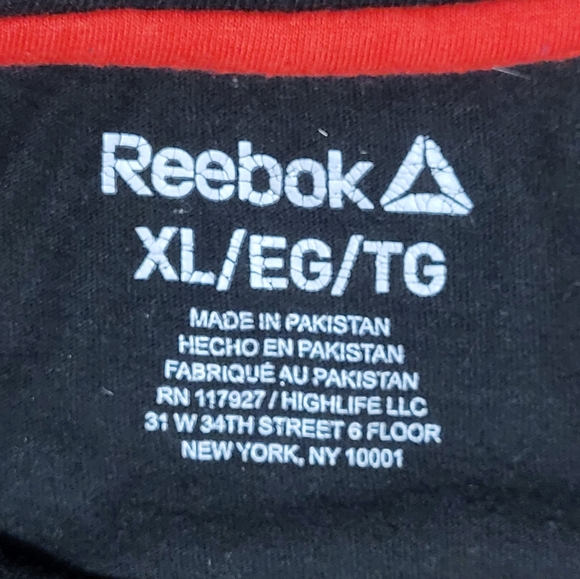 Reebok
XL/EG/TG
MADE IN PAKISTAN
HECHO EN PAKISTAN
FABRIQUÉ AU PAKISTAN
RN 117927 / HIGHLIFE LLC
31 W 34TH STREET 6 FLOOR
NEW YORK, NY 10001